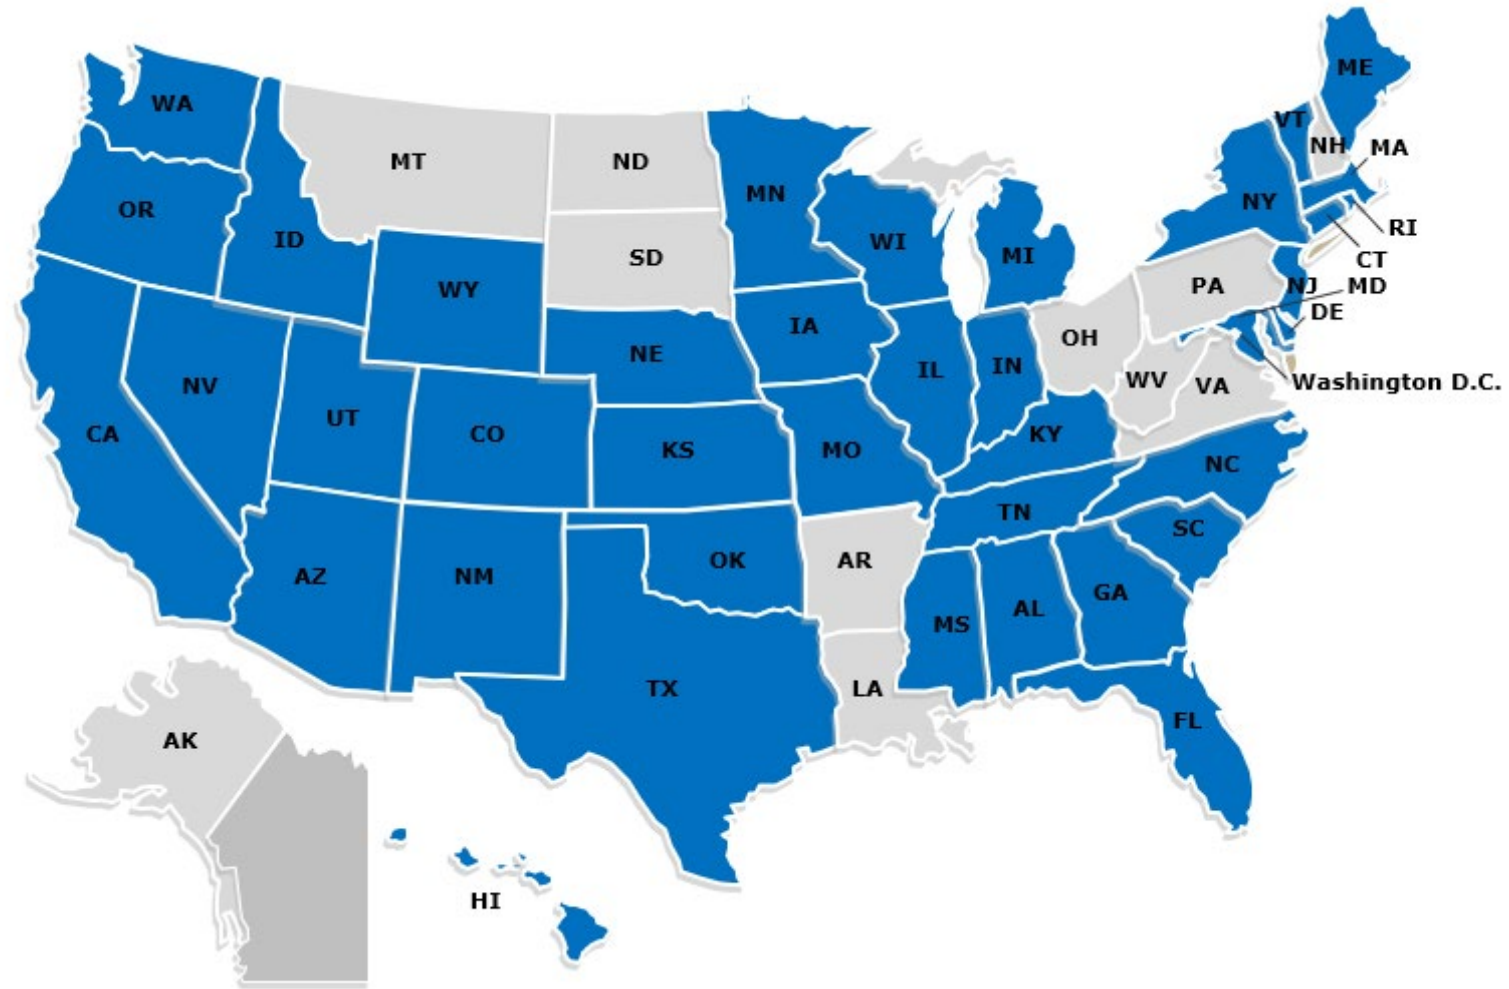 ME
WA
VT
NH
MA
MT
ND
MN
OR
NY
RI
ID
WI
SD
MI
CT
PA
NJ
MD
WY
DE
IA
OH
NE
IL
IN
WV
VA
Washington D.C.
NV
UT
CA
CO
KY
KS
MO
NC
TN
SC
AZ
NM
OK
AR
GA
AL
MS
TX
LA
FL
AK
HI